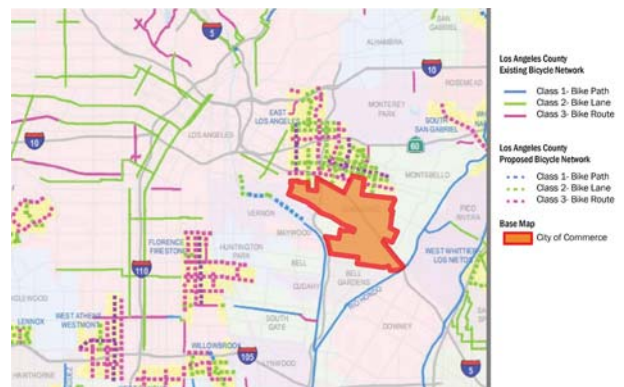 SAN
GABRIEL
5
ALHAMBRA
10
ROSEMEAD
EAST
LOS ANGELES
MONTEREY
PARK
SOUTH
SAN GABRIEL
LOS ANGELES
10
60
MONTEBELLO
VERNON
PICO
RIVERA
MAYWOOD
FLORENCE
FIRESTONE
HUNTINGTON
PARK
BELL
WEST WHITTIER
LOS NIETOS
110
BELL
GARDENS
CUDAHY
RIO HONDO
LENNOX
WEST ATHENS
WESTMONT
SOUTH
GATE
DOWNEY
WILLOWBROOK
105
LYNWOOD
HAWTHORNE
5
Los Angeles County
Existing Bicycle Network
Class 1- Bike Path
Class 2- Bike Lane
Class 3- Bike Route
Los Angeles County
Proposed Bicycle Network
Class 1- Bike Path
Class 2- Bike Lane
Class 3- Bike Route
Base Map
City of Commerce